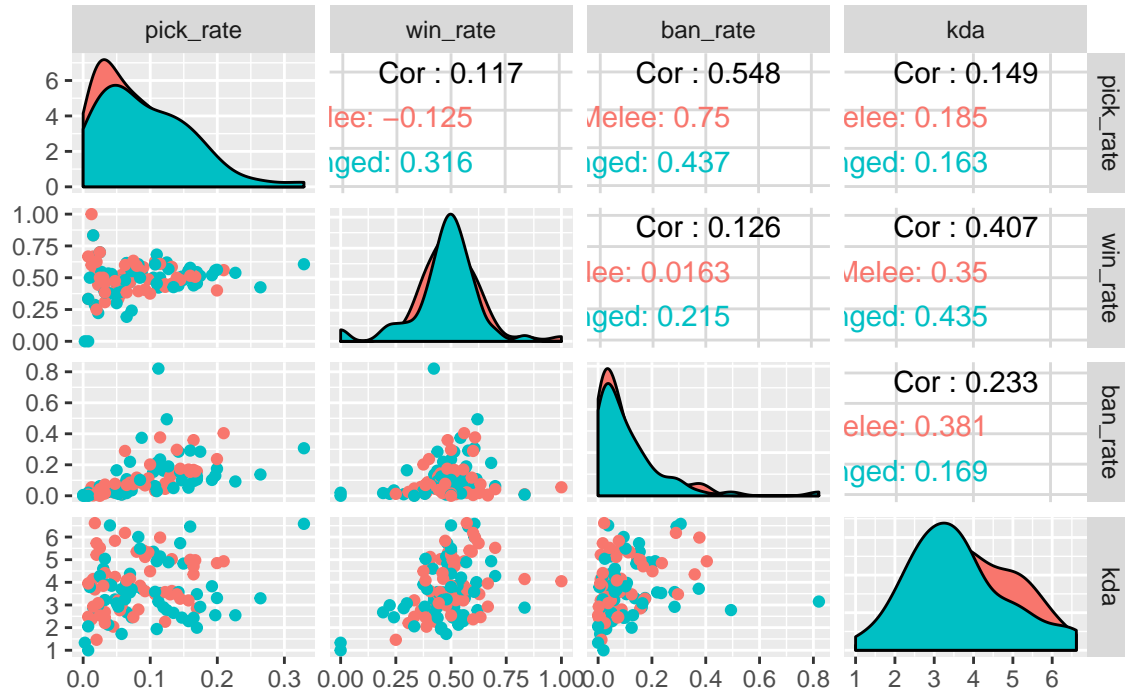 pick_rate win_rate ban_rate kda
Cor : 0.117 Cor : 0.548 Cor : 0.149
lee: −0.125 Melee: 0.75 elee: 0.185
nged: 0.316 nged: 0.437 nged: 0.163
pick_rate
6
4
2
0
Cor : 0.126 Cor : 0.407
lee: 0.0163 Melee: 0.35
nged: 0.215 nged: 0.435
win_rate
1.00
0.75
0.50
0.25
0.00
Cor : 0.233
elee: 0.381
nged: 0.169
ban_rate
0.8
0.6
0.4
0.2
0.0
kda
6
5
4
3
2
1
0.0 0.1 0.2 0.3 0.00 0.25 0.50 0.75 1.00 0.0 0.2 0.4 0.6 0.8 1 2 3 4 5 6